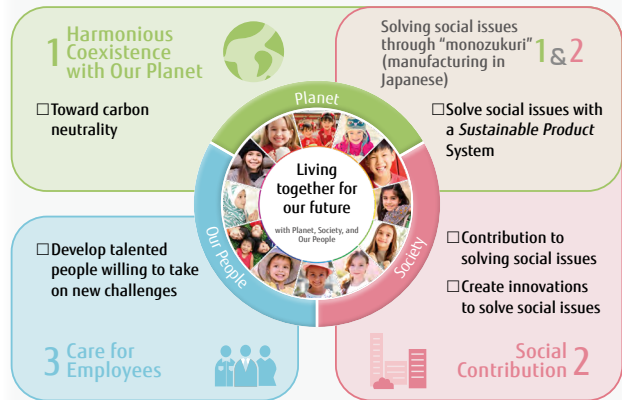 1 Harmonious
Coexistence
with Our Planet
□Toward carbon
neutrality
Solving social issues
through “monozukuri”
(manufacturing in
Japanese)
1 & 2
□Solve social issues with
a Sustainable Product
System
Planet
Living
together for
our future
with Planet, Society, and
Our People
Our People
Society
□Develop talented
people willing to take
on new challenges
3 Care for
Employees
□Contribution to
solving social issues
□Create innovations
to solve social issues
Social
Contribution 2